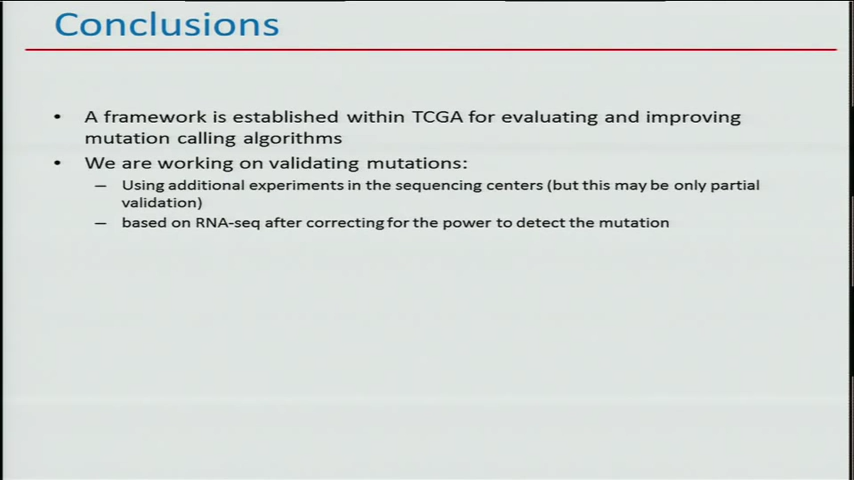 Conclusions
• A framework is established within TCGA for evaluating and improving
mutation calling algorithms
• We are working on validating mutations:
– Using additional experiments in the sequencing centers (but this may be only partial
validation)
– based on RNA-seq after correcting for the power to detect the mutation